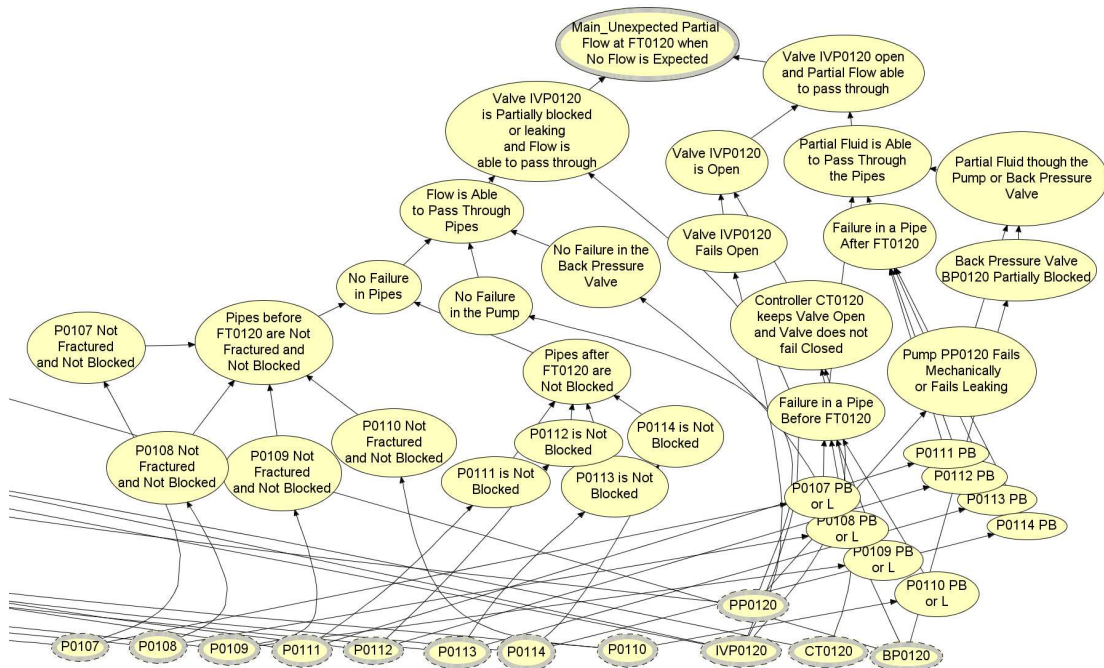 Main_Unexpected Partial
Flow at FT0120 when
No Flow is Expected
Valve IVP0120 open
and Partial Flow able
to pass through
Valve IVP0120
is Partially blocked
or leaking
and Flow is
able to pass through
Valve IVP0120
is Open
Partial Fluid is Able
to Pass Through
the Pipes
Partial Fluid though the
Pump or Back Pressure
Valve
Flow is Able
to Pass Through
Pipes
Valve IVP0120
Fails Open
Failure in a Pipe
After FT0120
No Failure
in Pipes
No Failure
in the Pump
No Failure in the
Back Pressure
Valve
Back Pressure Valve
BP0120 Partially Blocked
P0107 Not
Fractured
and Not Blocked
Pipes before
FT0120 are Not
Fractured and
Not Blocked
Controller CT0120
keeps Valve Open
and Valve does not
fail Closed
Pipes after
FT0120 are
Not Blocked
Pump PP0120 Fails
Mechanically
or Fails Leaking
Failure in a Pipe
Before FT0120
P0108 Not
Fractured
and Not Blocked
P0109 Not
Fractured
and Not Blocked
P0110 Not
Fractured
and Not Blocked
P0112 is Not
Blocked
P0114 is Not
Blocked
P0111 is Not
Blocked
P0113 is Not
Blocked
P0111 PB
P0112 PB
P0113 PB
P0114 PB
P0107 PB
or L
P0108 PB
or L
P0109 PB
or L
P0110 PB
or L
PP0120
P0107
P0108
P0109
P0111
P0112
P0113
P0114
P0110
IVP0120
CT0120
BP0120